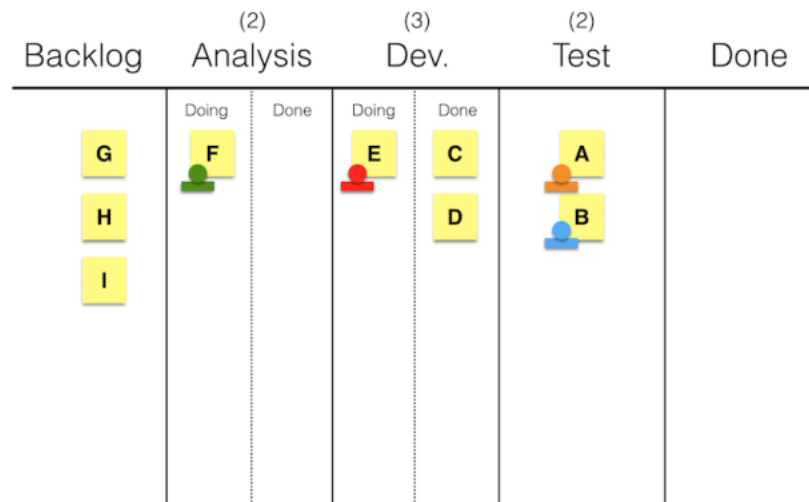 (2) (3) (2)
Backlog Analysis Dev. Test Done
Doing Done Doing Done
G F E C A
H D B
I